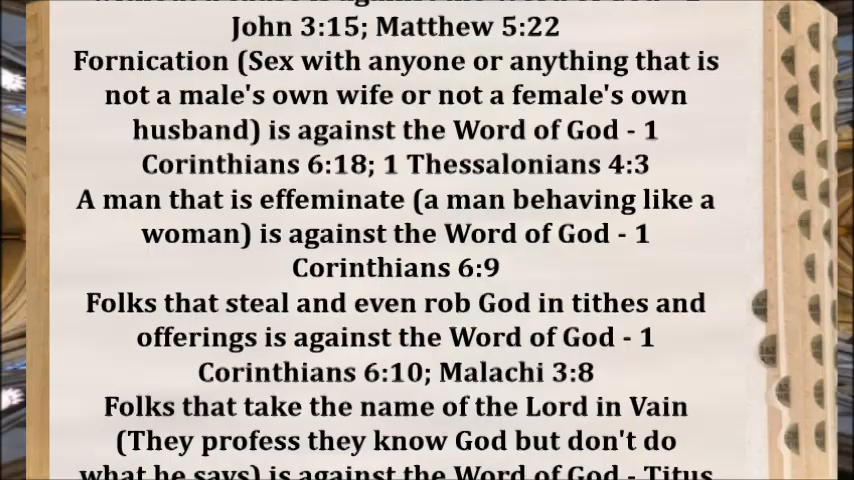 John 3:15; Matthew 5:22
Fornication (Sex with anyone or anything that is
not a male's own wife or not a female's own
husband) is against the Word of God - 1
Corinthians 6:18; 1 Thessalonians 4:3
A man that is effeminate (a man behaving like a
woman) is against the Word of God - 1
Corinthians 6:9
Folks that steal and even rob God in tithes and
offerings is against the Word of God - 1
Corinthians 6:10; Malachi 3:8
Folks that take the name of the Lord in Vain
(They profess they know God but don't do
what he says) is against the Word of God - Titus